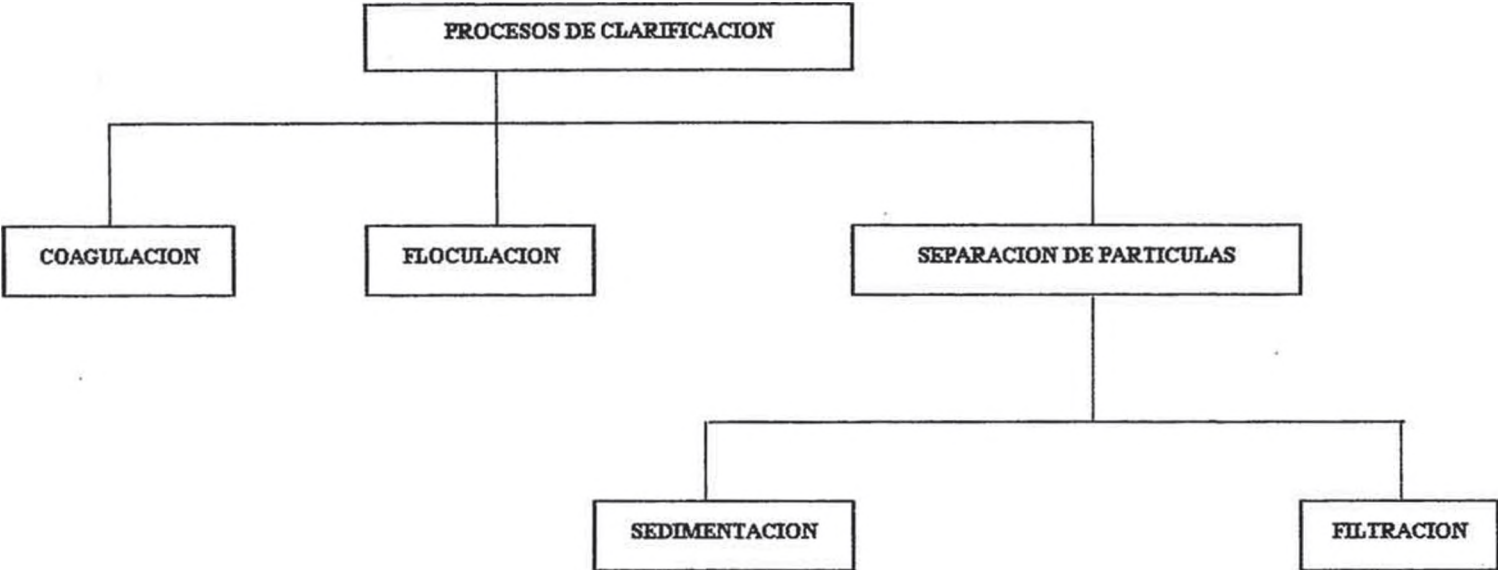 PROCESOS DE CLARIFICACION
COAGULACION
FLOCULACION
SEPARACION DE PARTICULAS
SEDIMENTACION
FILTRACION